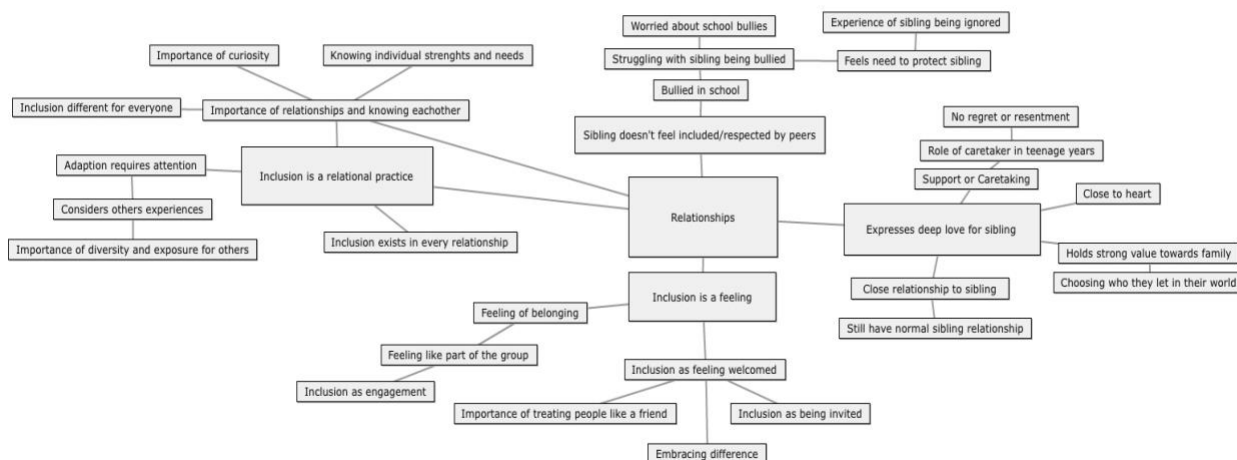 Worried about school bullies
Experience of sibling being ignored
Importance of curiosity
Knowing individual strenghts and needs
Struggling with sibling being bullied
Feels need to protect sibling
Bullied in school
Inclusion different for everyone
Importance of relationships and knowing eachother
No regret or resentment
Sibling doesn't feel included/respected by peers
Role of caretaker in teenage years
Adaption requires attention
Inclusion is a relational practice
Support or Caretaking
Close to heart
Considers others experiences
Relationships
Expresses deep love for sibling
Importance of diversity and exposure for others
Inclusion exists in every relationship
Holds strong value towards family
Choosing who they let in their world
Inclusion is a feeling
Close relationship to sibling
Feeling of belonging
Still have normal sibling relationship
Feeling like part of the group
Inclusion as feeling welcomed
Inclusion as engagement
Importance of treating people like a friend
Inclusion as being invited
Embracing difference